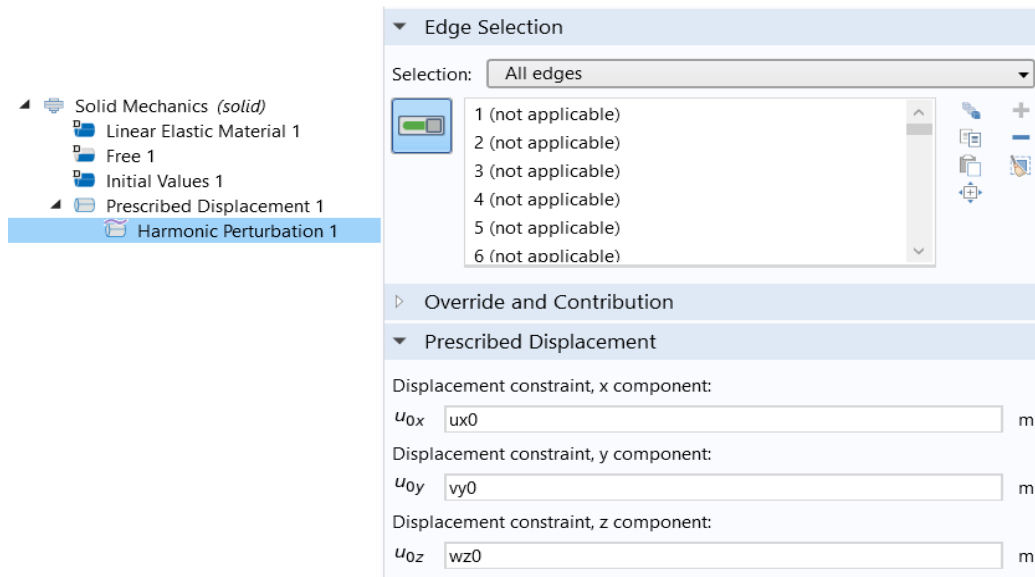 Solid Mechanics (solid)
Linear Elastic Material 1
Free 1
Initial Values 1
Prescribed Displacement 1
Harmonic Perturbation 1
Edge Selection
Selection: All edges
1 (not applicable)
2 (not applicable)
3 (not applicable)
4 (not applicable)
5 (not applicable)
6 (not applicable)
Override and Contribution
Prescribed Displacement
Displacement constraint, x component:
u0x ux0 m
Displacement constraint, y component:
u0y vy0 m
Displacement constraint, z component:
u0z wz0 m